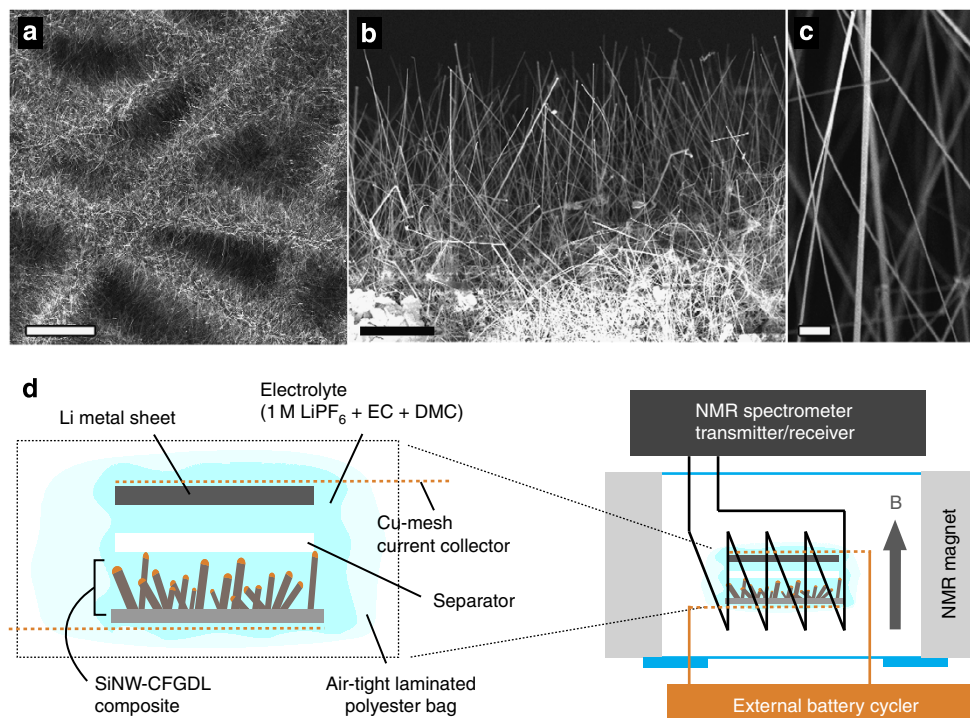 a
b
c
d
Li metal sheet
Electrolyte
(1 M LiPF6 + EC + DMC)
Cu-mesh
current collector
Separator
SiNW-CFGDL
composite
Air-tight laminated
polyester bag
NMR spectrometer
transmitter/receiver
B
NMR magnet
External battery cycler